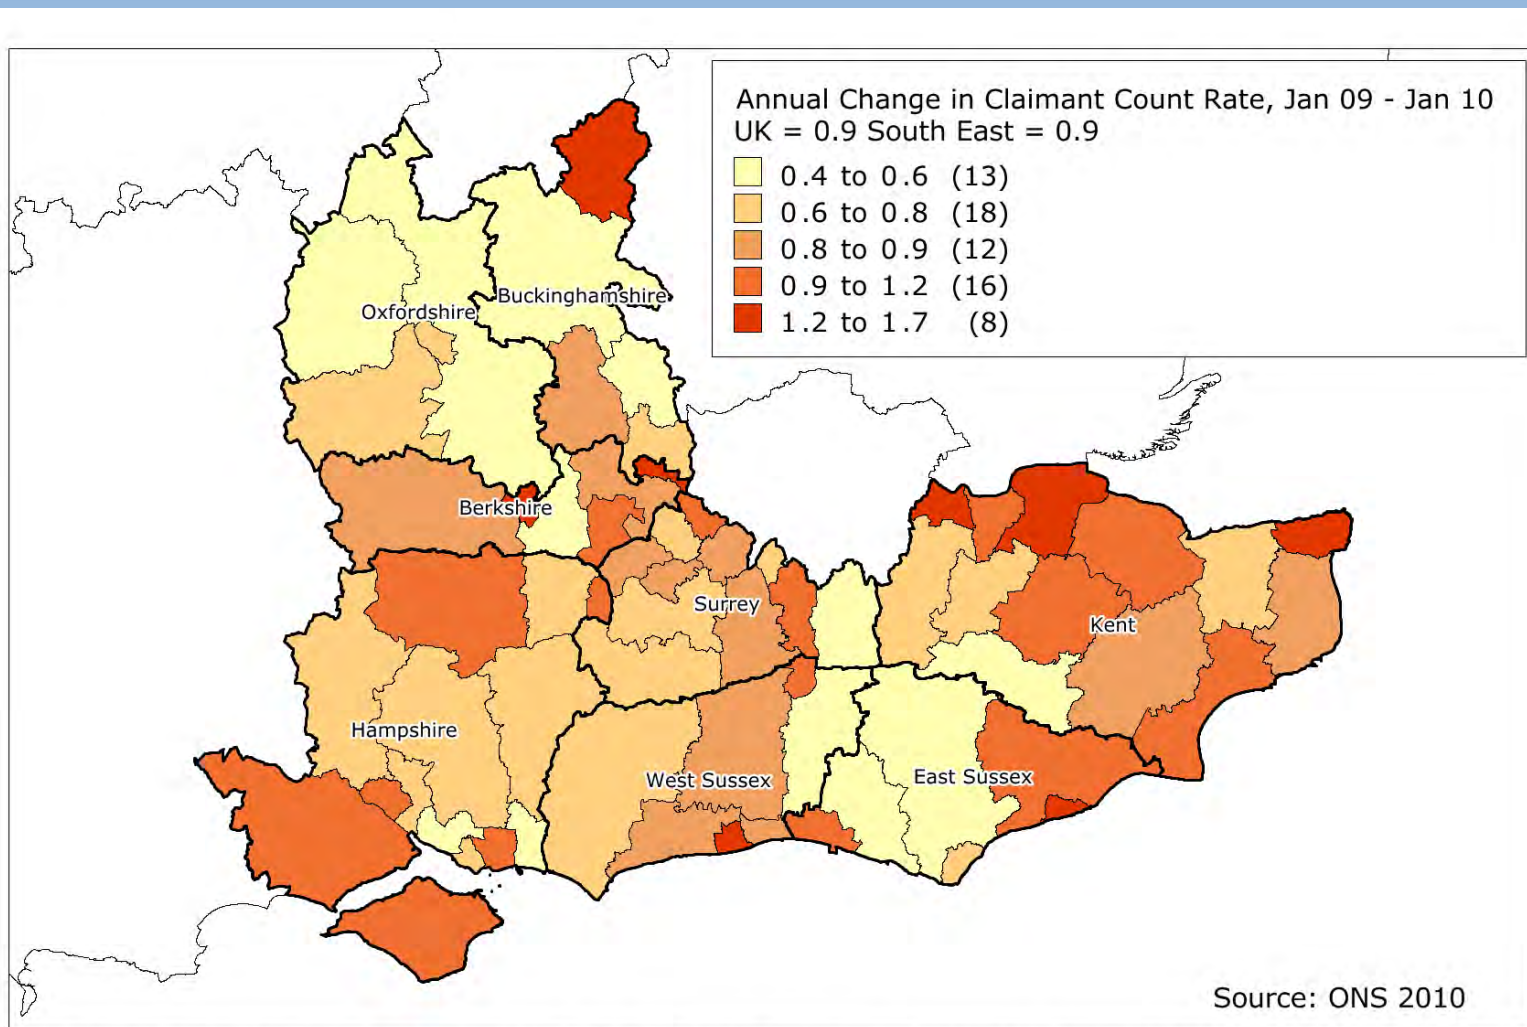 Annual Change in Claimant Count Rate, Jan 09 - Jan 10
UK = 0.9 South East = 0.9
0.4 to 0.6 (13)
0.6 to 0.8 (18)
0.8 to 0.9 (12)
0.9 to 1.2 (16)
1.2 to 1.7 (8)
Buckinghamshire
Oxfordshire
Berkshire
Surrey
Kent
Hampshire
West Sussex
East Sussex
Source: ONS 2010